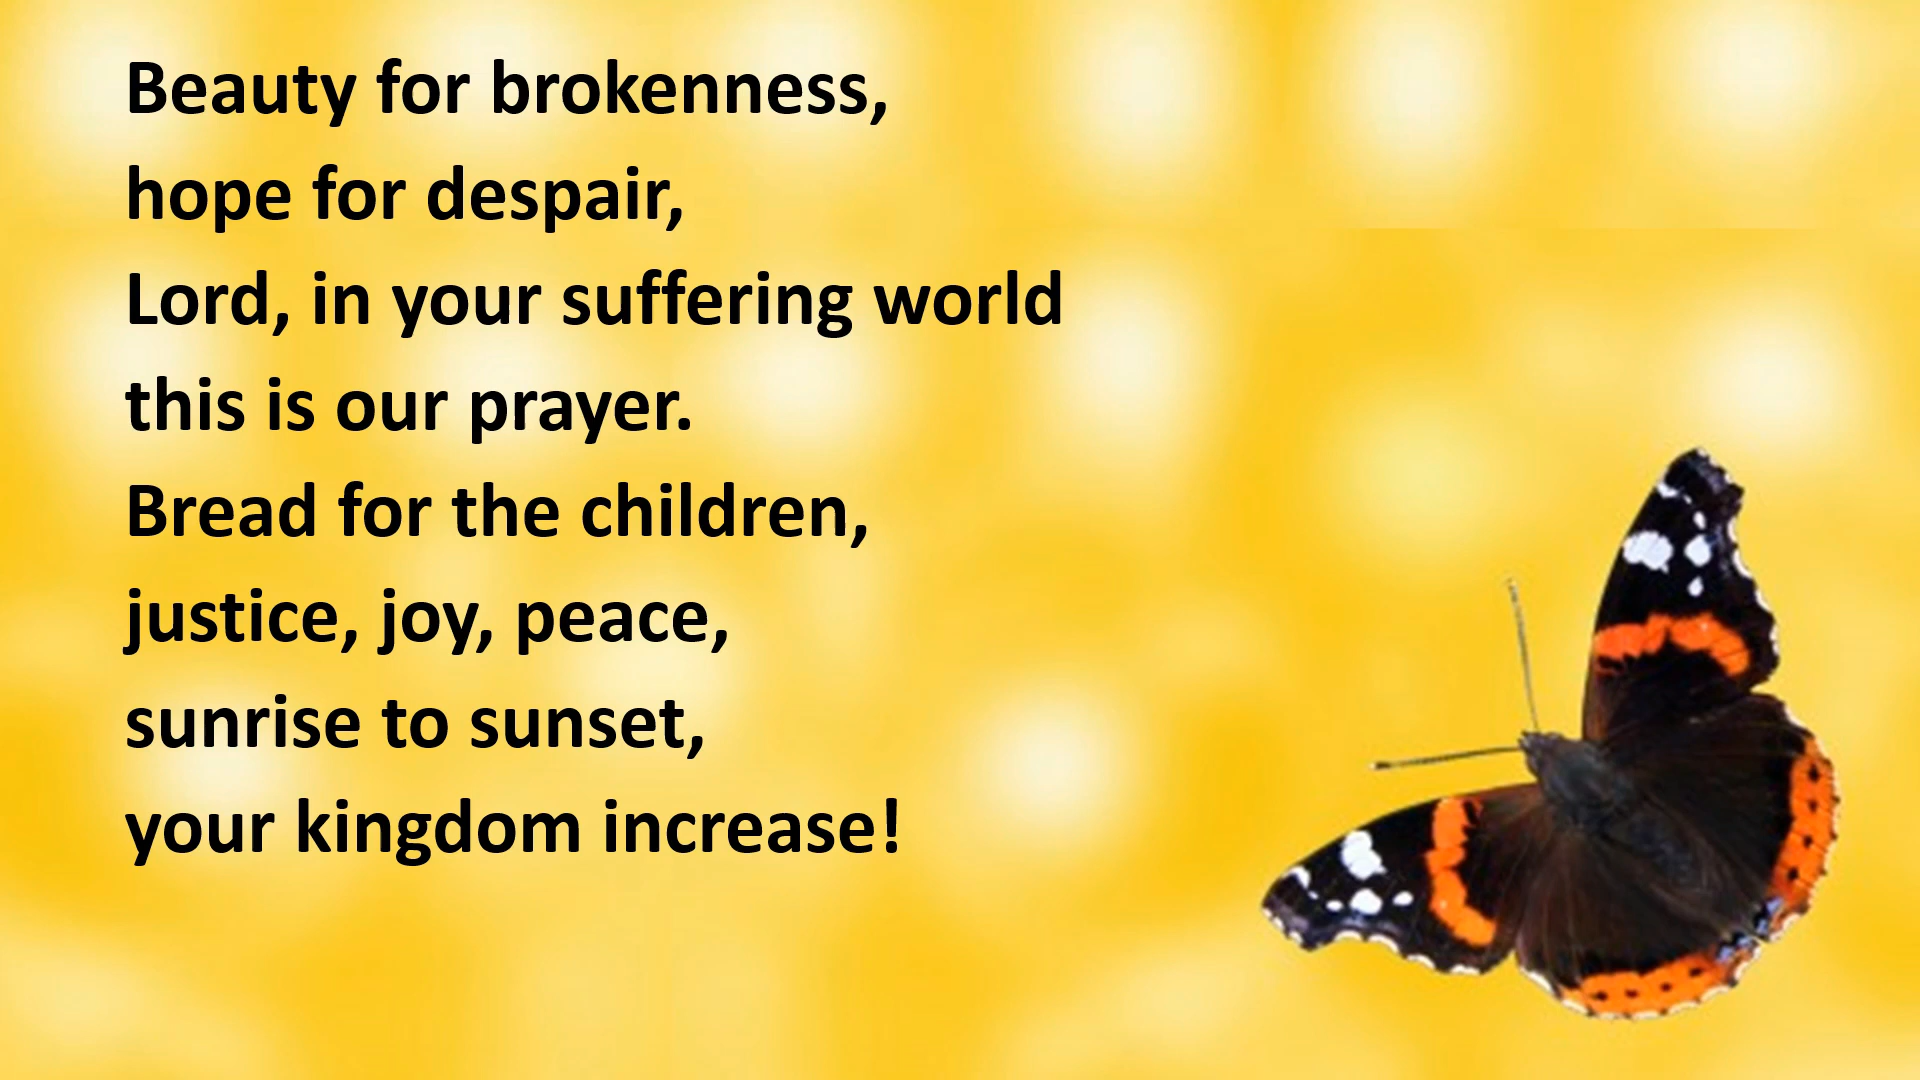 Beauty for brokenness,
hope for despair,
Lord, in your suffering world
this is our prayer.
Bread for the children,
justice, joy, peace,
sunrise to sunset,
your kingdom increase!